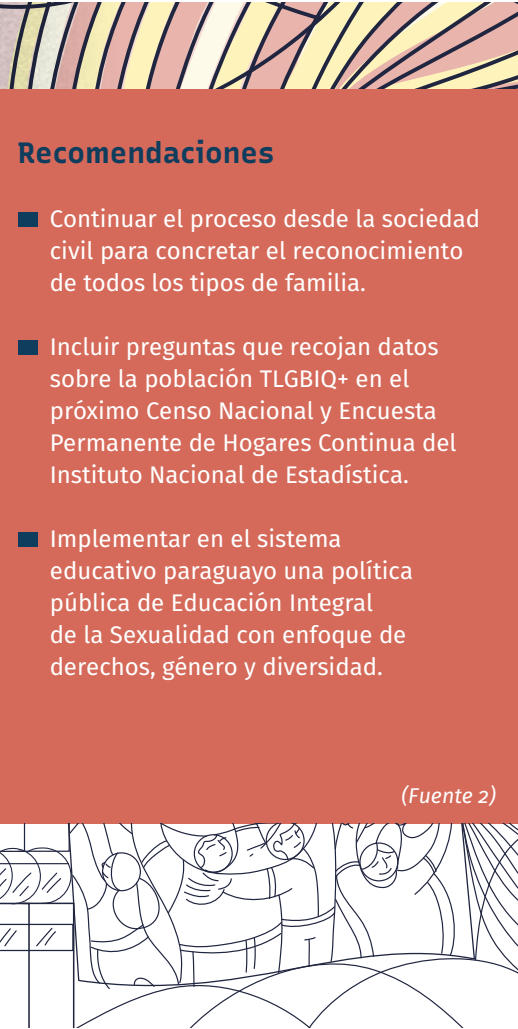 Recomendaciones
Continuar el proceso desde la sociedad
civil para concretar el reconocimiento
de todos los tipos de familia.
Incluir preguntas que recojan datos
sobre la población TLGBIQ+ en el
próximo Censo Nacional y Encuesta
Permanente de Hogares Continua del
Instituto Nacional de Estadística.
Implementar en el sistema
educativo paraguayo una política
pública de Educación Integral
de la Sexualidad con enfoque de
derechos, género y diversidad.
(Fuente 2)